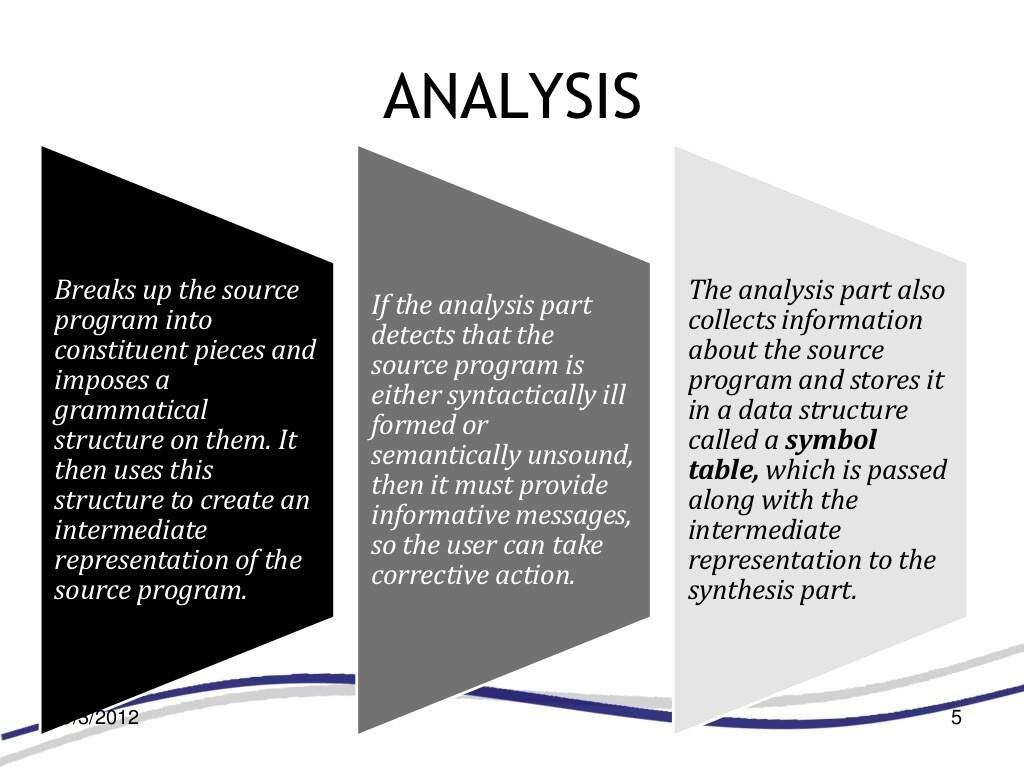 ANALYSIS
Breaks up the source
program into
constituent pieces and
imposes a
grammatical
structure on them. It
then uses this
structure to create an
intermediate
representation of the
source program.
If the analysis part
detects that the
source program is
either syntactically ill
formed or
semantically unsound,
then it must provide
informative messages,
so the user can take
corrective action.
The analysis part also
collects information
about the source
program and stores it
in a data structure
called a symbol
table, which is passed
along with the
intermediate
representation to the
synthesis part.
/2012
5